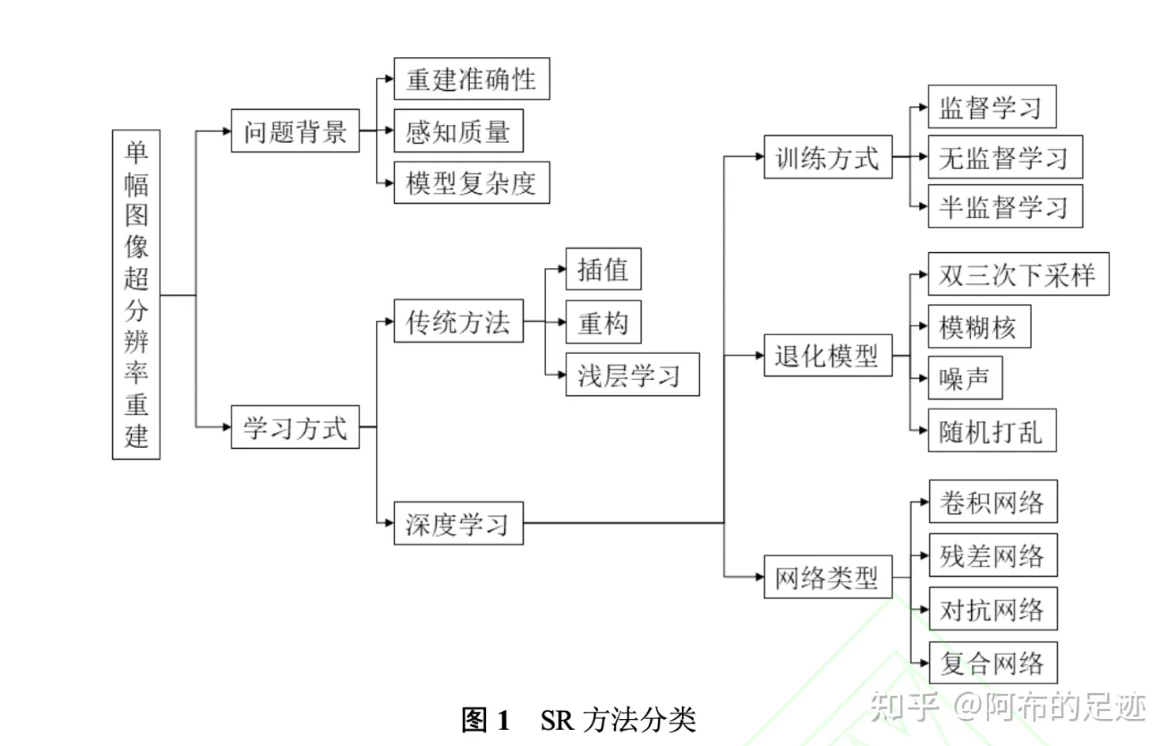 单幅图像超分辨率重建
问题背景
重建准确性
感知质量
模型复杂度
学习方式
传统方法
插值
重构
浅层学习
深度学习
训练方式
监督学习
无监督学习
半监督学习
退化模型
双三次下采样
模糊核
噪声
随机打乱
网络类型
卷积网络
残差网络
对抗网络
复合网络
图 1 SR 方法分类
知乎 @阿布的足迹